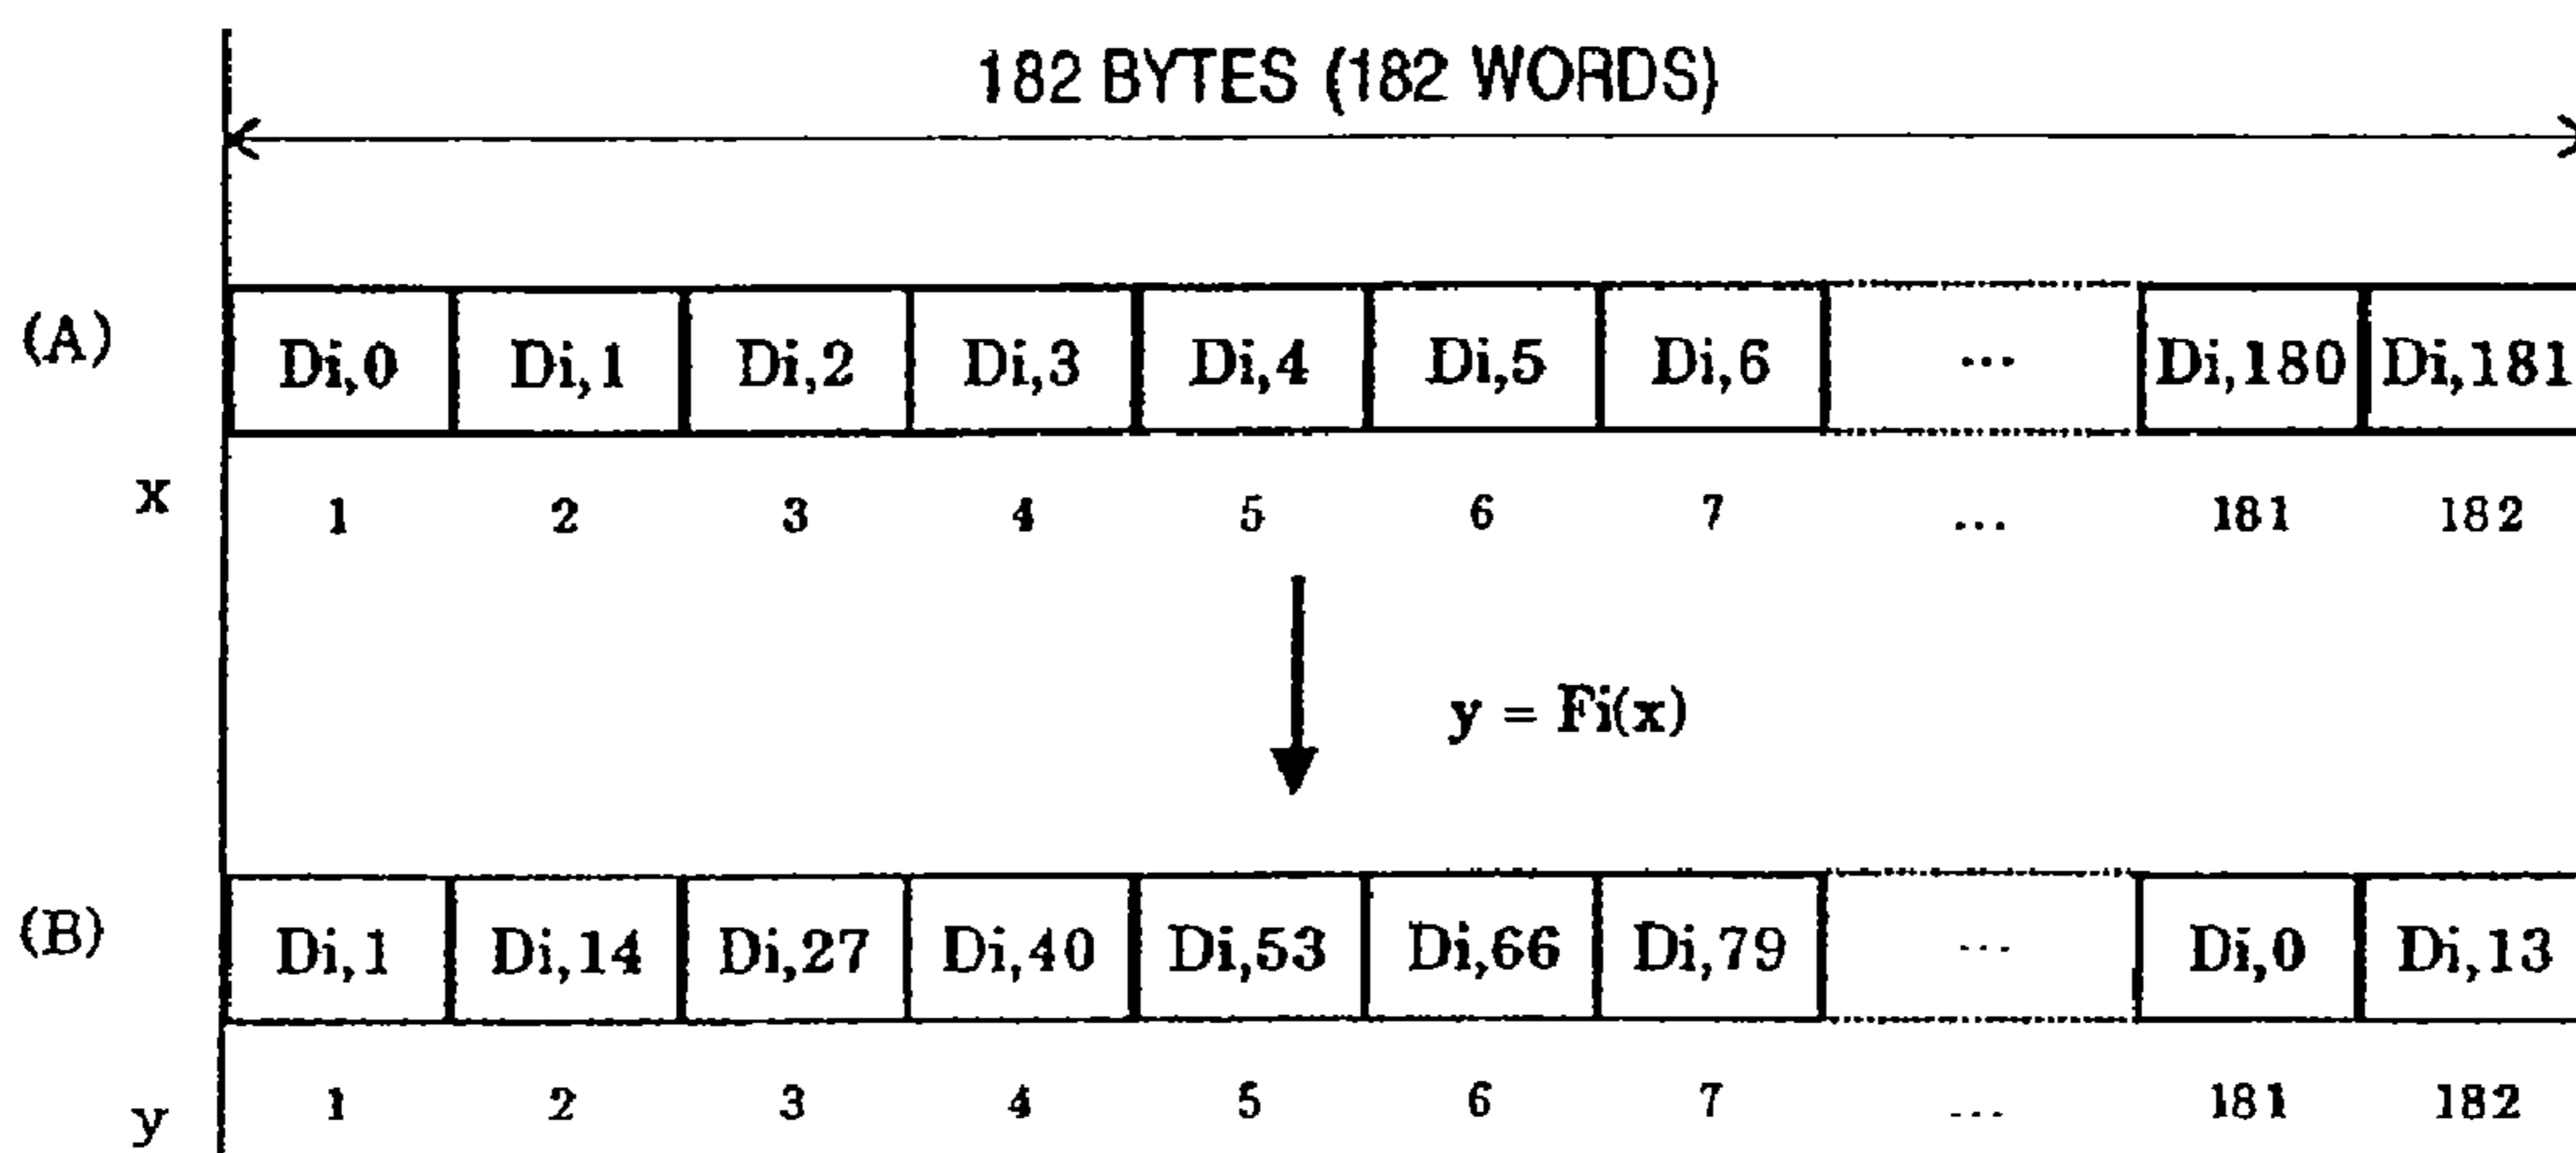 182 BYTES (182 WORDS)
(A) Di,0 Di,1 Di,2 Di,3 Di,4 Di,5 Di,6 ... Di,180 Di,181
x 1 2 3 4 5 6 7 ... 181 182
y = Fi(x)
(B) Di,1 Di,14 Di,27 Di,40 Di,53 Di,66 Di,79 ... Di,0 Di,13
y 1 2 3 4 5 6 7 ... 181 182